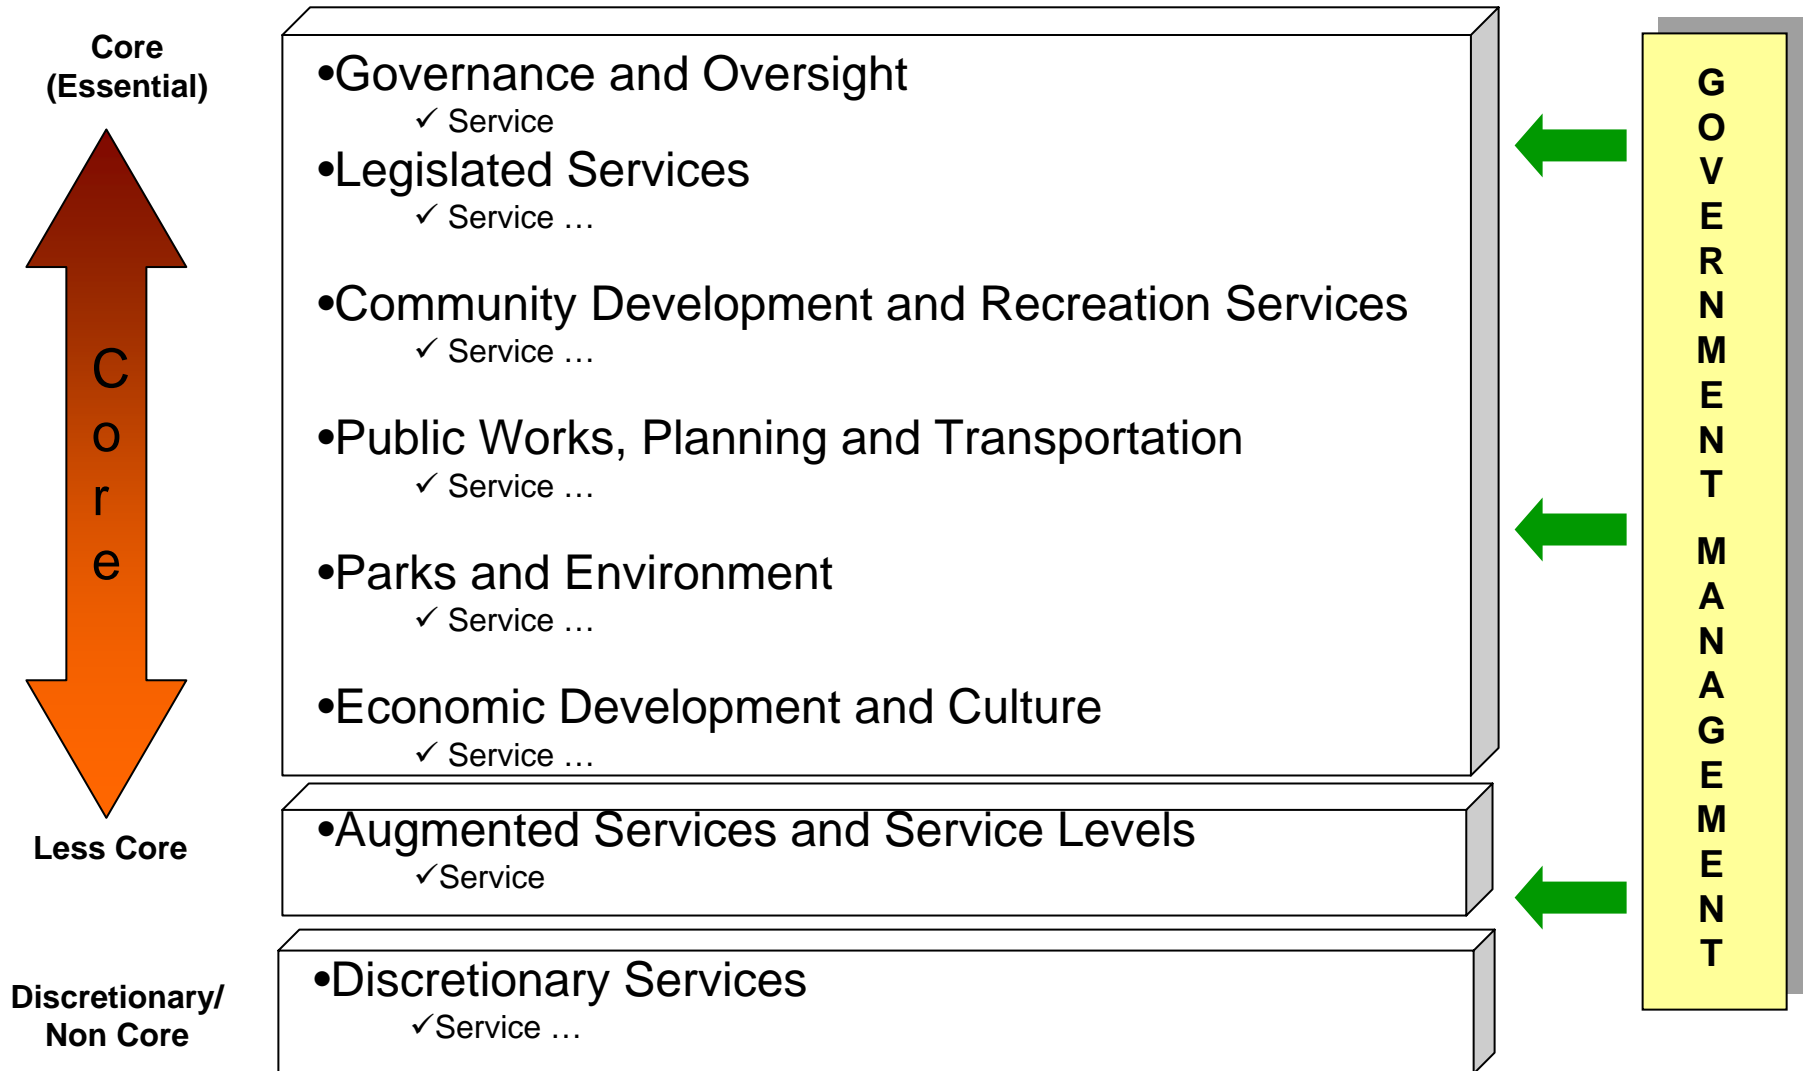 Core
(Essential)
Core
Less Core
Discretionary/
Non Core
•Governance and Oversight
✓ Service
•Legislated Services
✓ Service …
•Community Development and Recreation Services
✓ Service …
•Public Works, Planning and Transportation
✓ Service …
•Parks and Environment
✓ Service …
•Economic Development and Culture
✓ Service …
•Augmented Services and Service Levels
✓Service
•Discretionary Services
✓Service …
GOVERNMENT MANAGEMENT